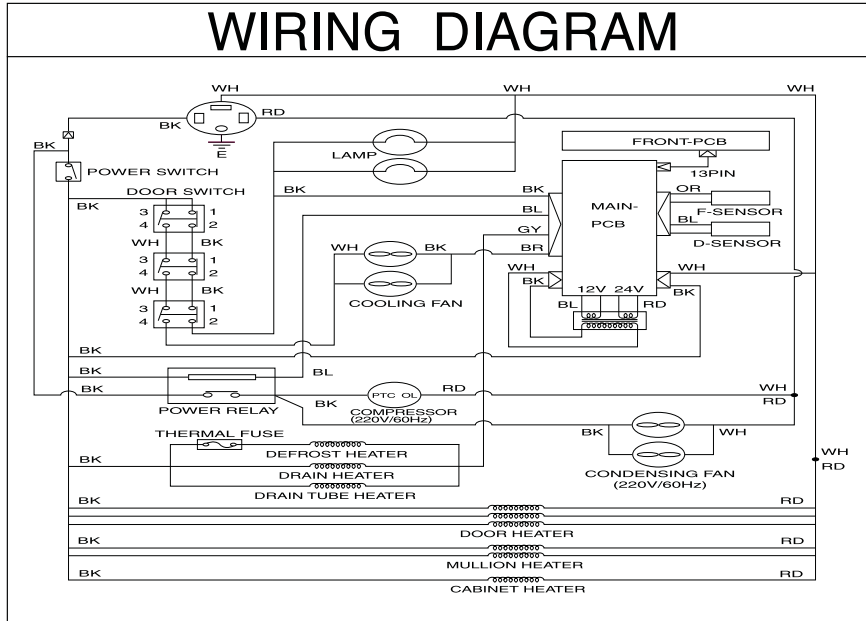 WIRING DIAGRAM
WH WH WH
BK RD
E
BK
POWER SWITCH
LAMP
FRONT-PCB
13PIN
DOOR SWITCH
BK BK BK
MAIN-
PCB
OR
F-SENSOR
BL
D-SENSOR
3 1
4 2
BL
GY
WH BK
WH BK BR
3 1
4 2
COOLING FAN
WH
BK
WH
BK
12V 24V
BL RD
WH BK
3 1
4 2
BK
BK BL
BK
POWER RELAY
BK
PTC OL
RD
COMPRESSOR
(220V/60Hz)
WH
RD
THERMAL FUSE
DEFROST HEATER
BK
DRAIN HEATER
DRAIN TUBE HEATER
BK WH
CONDENSING FAN
(220V/60Hz)
WH
RD
BK RD
DOOR HEATER
BK RD
MULLION HEATER
BK RD
CABINET HEATER